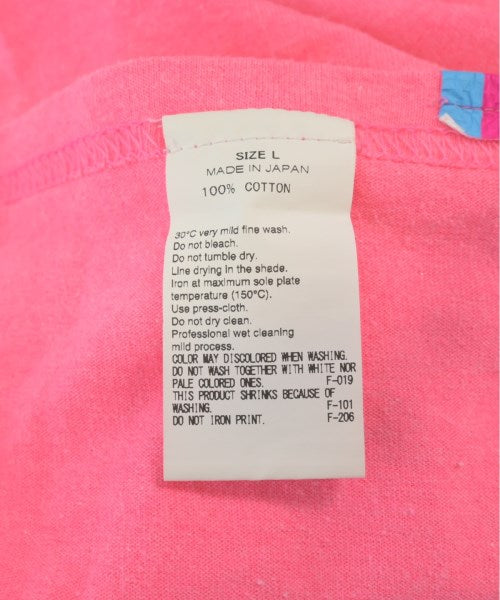 SIZE L
MADE IN JAPAN
100% COTTON
30°C very mild fine wash.
Do not bleach.
Do not tumble dry.
Line drying in the shade.
Iron at maximum sole plate
temperature (150°C).
Use press-cloth.
Do not dry clean.
Professional wet cleaning
mild process.
COLOR MAY DISCOLORED WHEN WASHING.
DO NOT WASH TOGETHER WITH WHITE NOR
PALE COLORED ONES. F-019
THIS PRODUCT SHRINKS BECAUSE OF
WASHING. F-101
DO NOT IRON PRINT. F-206